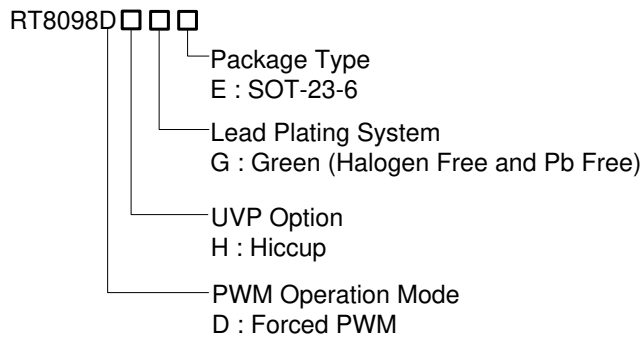 RT8098D
Package Type
E : SOT-23-6
Lead Plating System
G : Green (Halogen Free and Pb Free)
UVP Option
H : Hiccup
PWM Operation Mode
D : Forced PWM